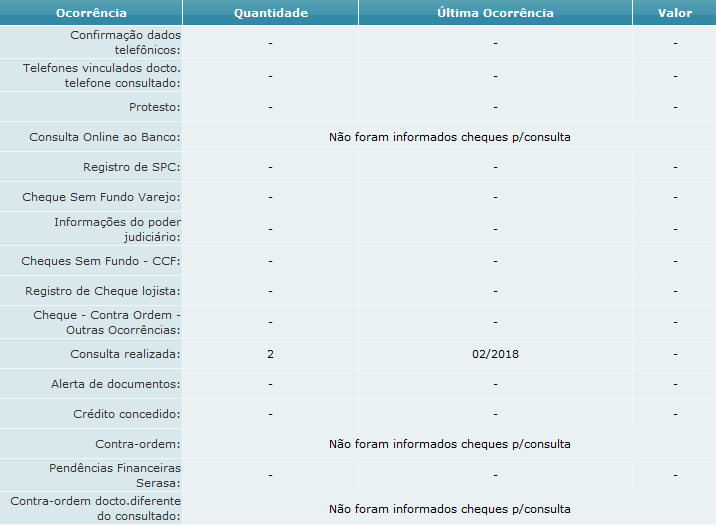 Ocorrência Quantidade Última Ocorrência Valor
Confirmação dados
telefônicos: - - -
Telefones vinculados docto.
telefone consultado: - - -
Protesto: - - -
Consulta Online ao Banco: Não foram informados cheques p/consulta
Registro de SPC: - - -
Cheque Sem Fundo Varejo: - - -
Informações do poder
judiciário: - - -
Cheques Sem Fundo - CCF: - - -
Registro de Cheque lojista: - - -
Cheque - Contra Ordem -
Outras Ocorrências: - - -
Consulta realizada: 2 02/2018 -
Alerta de documentos: - - -
Crédito concedido: - - -
Contra-ordem: Não foram informados cheques p/consulta
Pendências Financeiras
Serasa: - - -
Contra-ordem docto.diferente
do consultado: Não foram informados cheques p/consulta